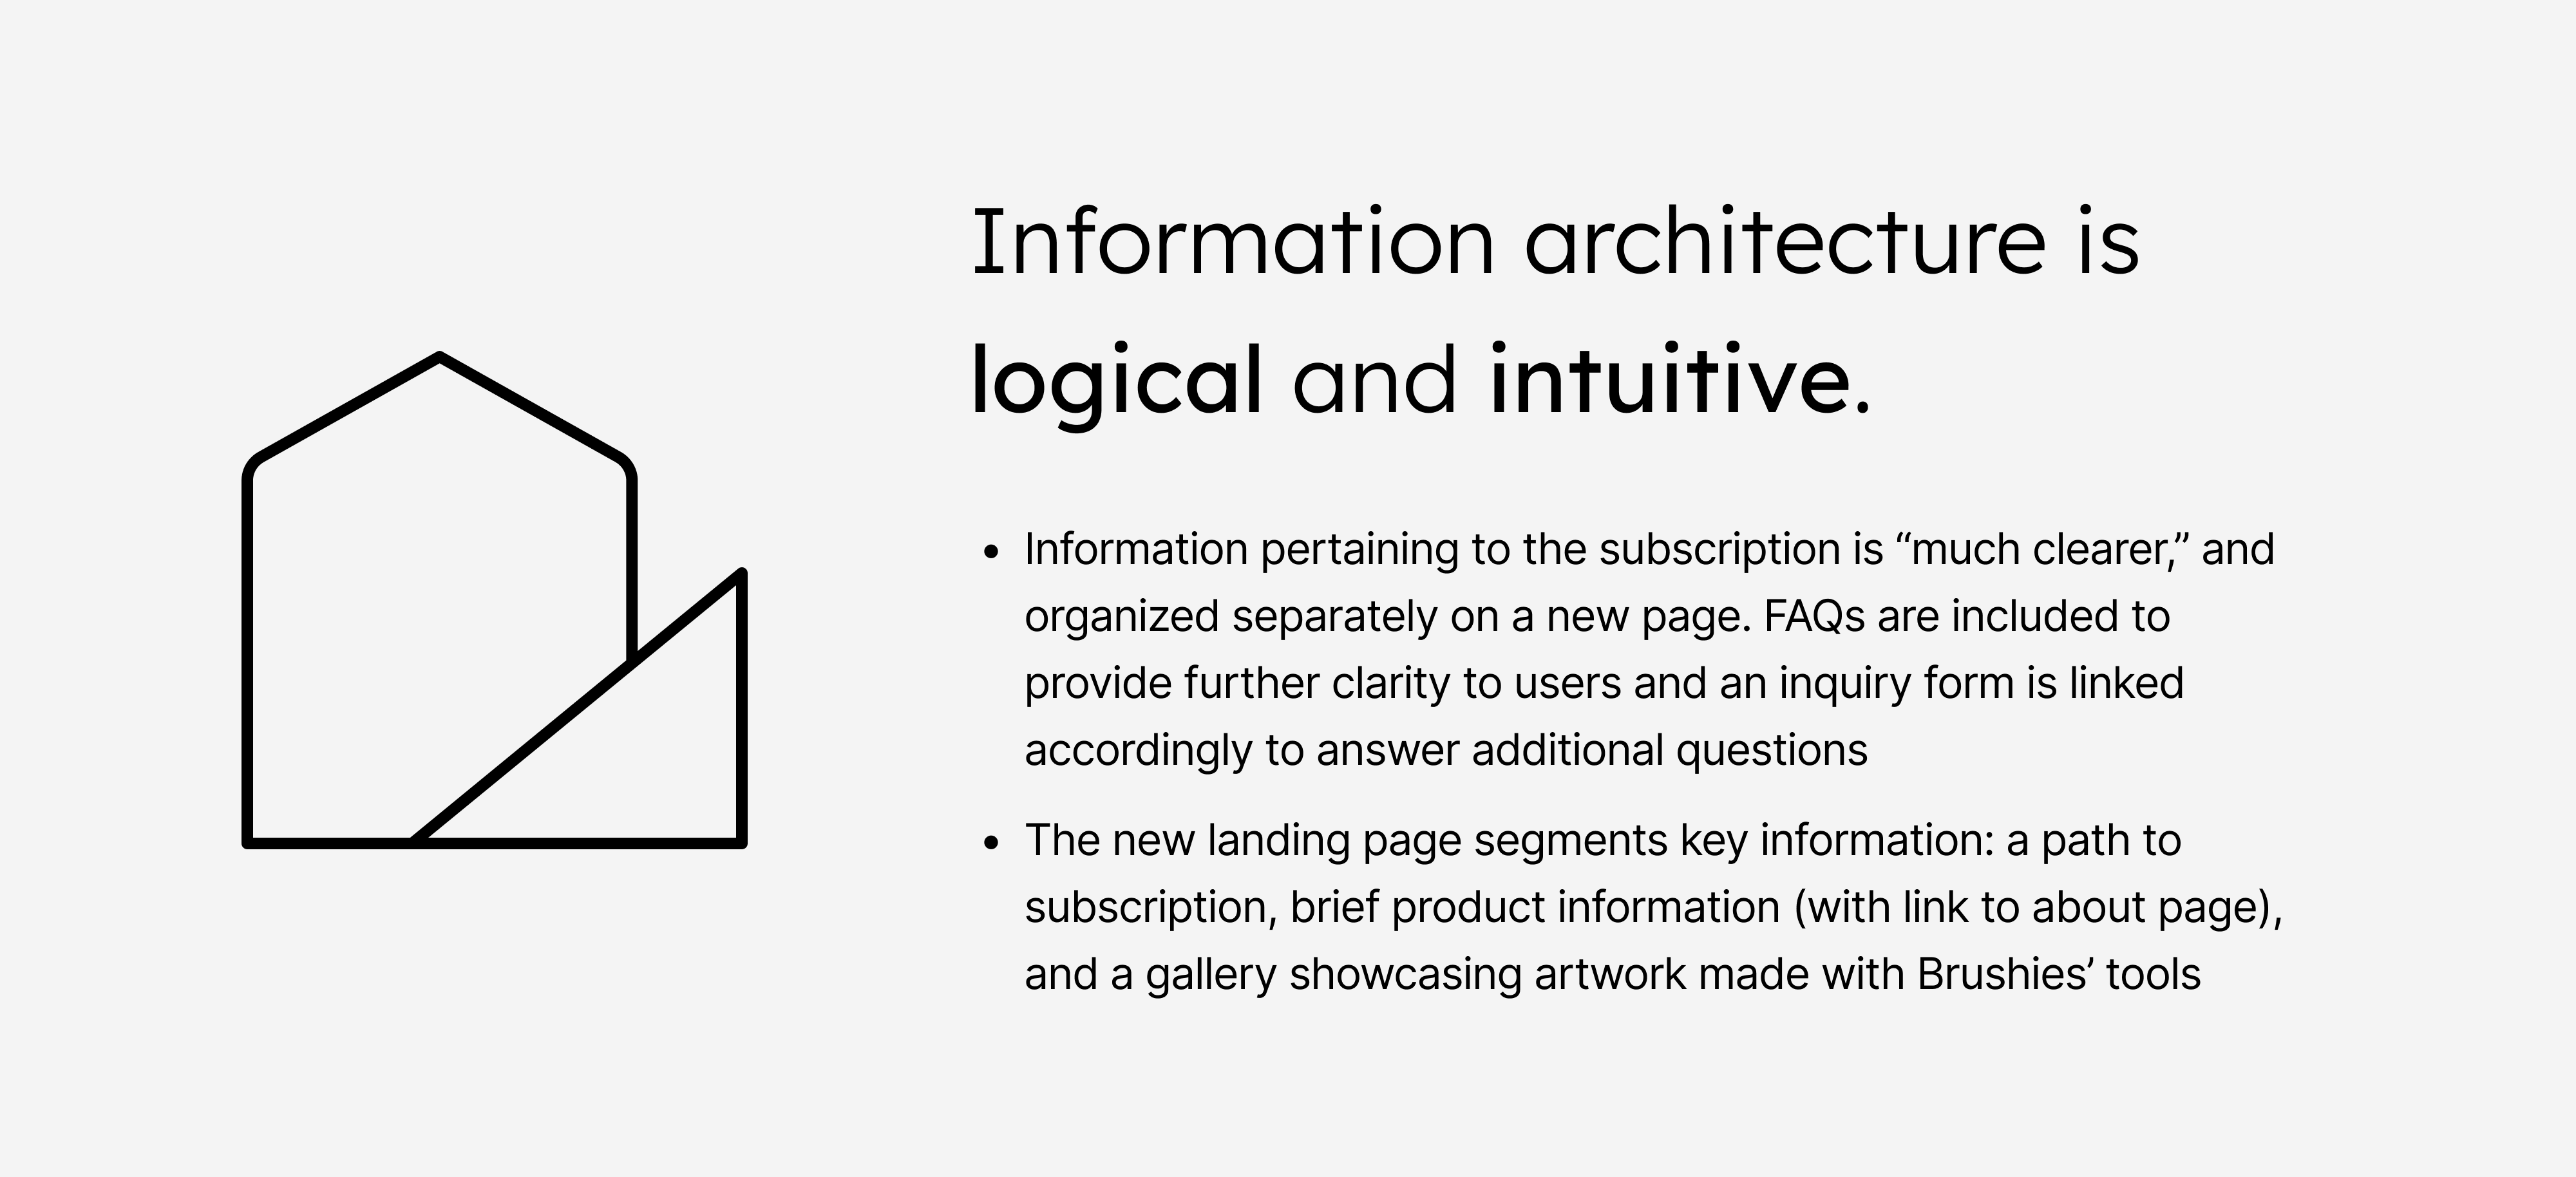 Information architecture is
logical and intuitive.
• Information pertaining to the subscription is “much clearer,” and
organized separately on a new page. FAQs are included to
provide further clarity to users and an inquiry form is linked
accordingly to answer additional questions
• The new landing page segments key information: a path to
subscription, brief product information (with link to about page),
and a gallery showcasing artwork made with Brushies’ tools